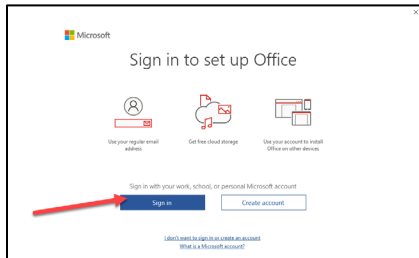 Microsoft
Sign in to set up Office
Use your regular email
address
Get free cloud storage
Use your account to install
Office on other devices
Sign in with your work, school, or personal Microsoft account
Sign in
Create account
I don't want to sign in or create an account
What is a Microsoft account?